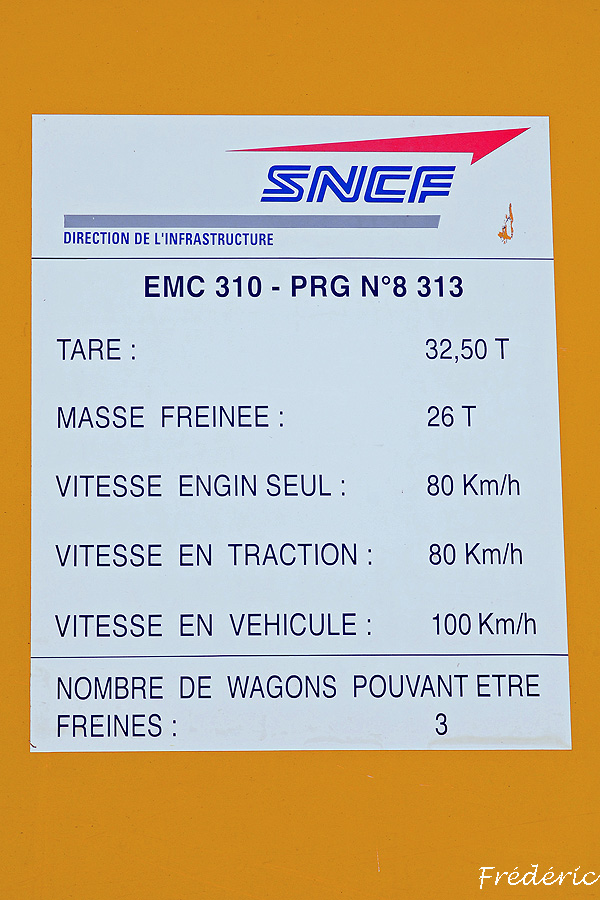 SNCF
DIRECTION DE L'INFRASTRUCTURE
EMC 310 - PRG N°8 313
TARE : 32,50 T
MASSE FREINEE : 26 T
VITESSE ENGIN SEUL : 80 Km/h
VITESSE EN TRACTION : 80 Km/h
VITESSE EN VEHICULE : 100 Km/h
NOMBRE DE WAGONS POUVANT ETRE
FREINES : 3
Frédéric